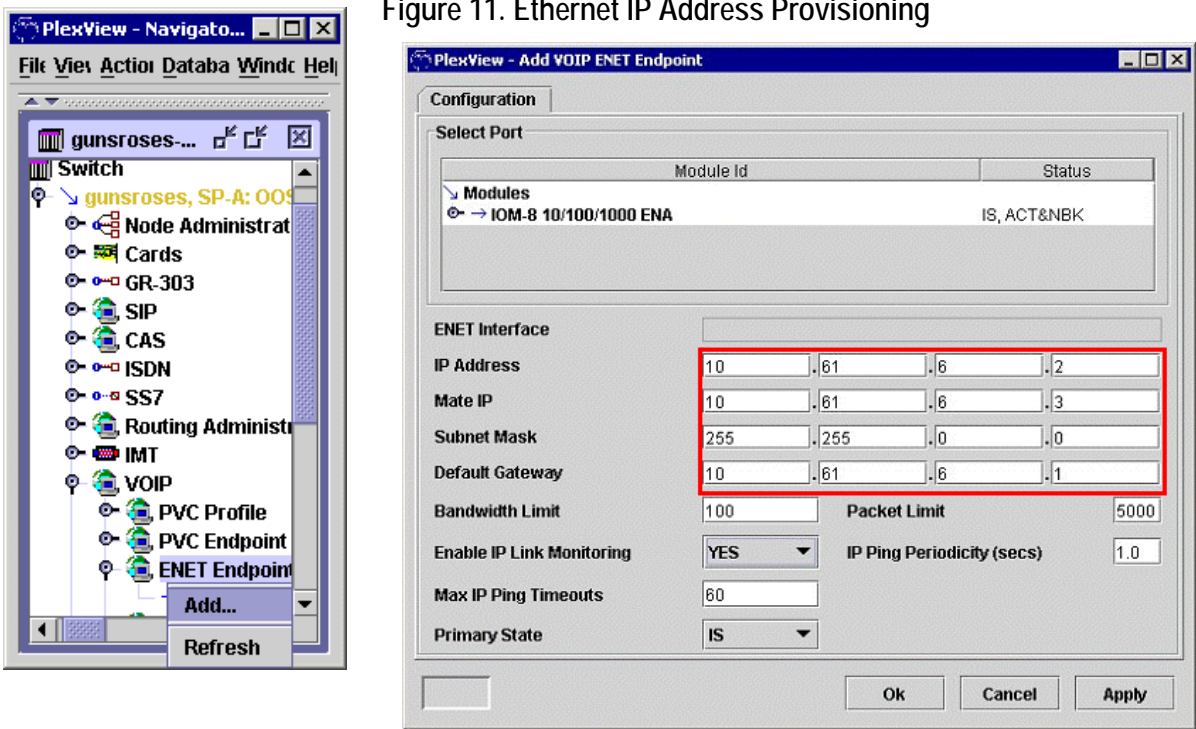 Figure 11. Ethernet IP Address Provisioning
PlexView - Navigato...
File View Action Databa Windo Help
gunsroses-...
Switch
gunsroses, SP-A: OOS
Node Administrat
Cards
GR-303
SIP
CAS
ISDN
SS7
Routing Administr
IMT
VOIP
PVC Profile
PVC Endpoint
ENET Endpoint
Add...
Refresh
PlexView - Add VOIP ENET Endpoint
Configuration
Select Port
Module Id Status
Modules
IOM-8 10/100/1000 ENA IS, ACT&NBK
ENET Interface
IP Address 10 . 61 . 6 . 2
Mate IP 10 . 61 . 6 . 3
Subnet Mask 255 . 255 . 0 . 0
Default Gateway 10 . 61 . 6 . 1
Bandwidth Limit 100 Packet Limit 5000
Enable IP Link Monitoring YES IP Ping Periodicity (secs) 1.0
Max IP Ping Timeouts 60
Primary State IS
Ok Cancel Apply